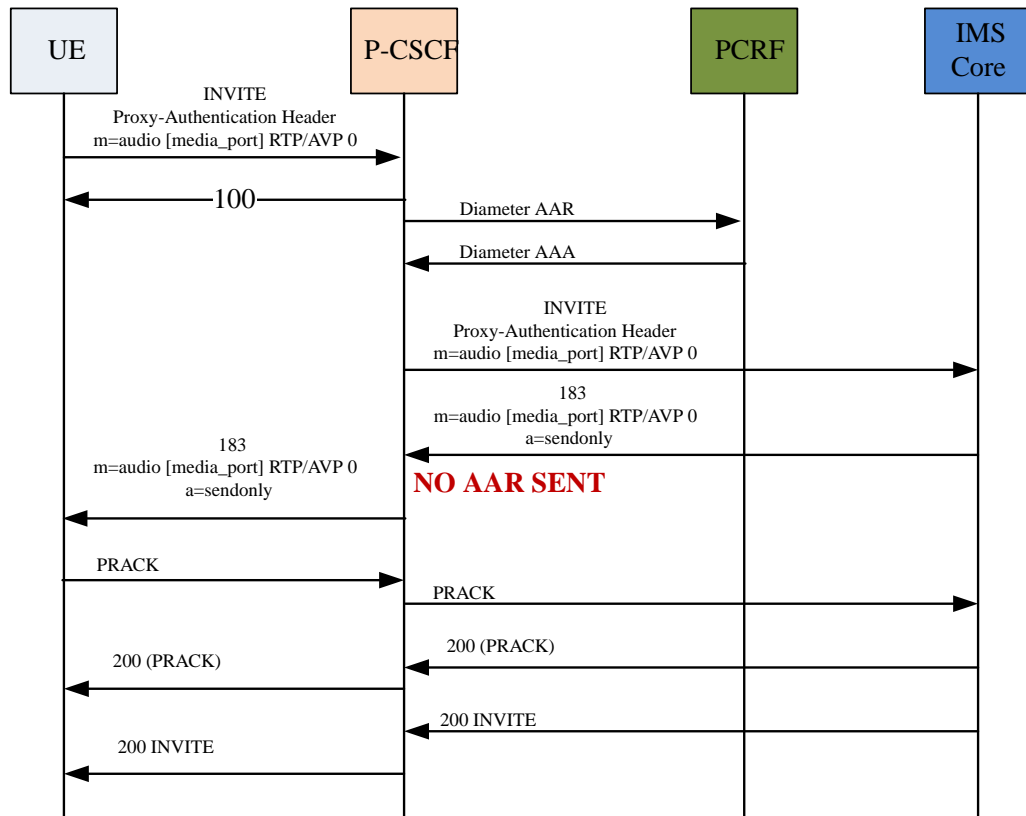 UE
P-CSCF
PCRF
IMS
Core
INVITE
Proxy-Authentication Header
m=audio [media_port] RTP/AVP 0
100
Diameter AAR
Diameter AAA
INVITE
Proxy-Authentication Header
m=audio [media_port] RTP/AVP 0
183
m=audio [media_port] RTP/AVP 0
a=sendonly
183
m=audio [media_port] RTP/AVP 0
a=sendonly
NO AAR SENT
PRACK
PRACK
200 (PRACK)
200 (PRACK)
200 INVITE
200 INVITE